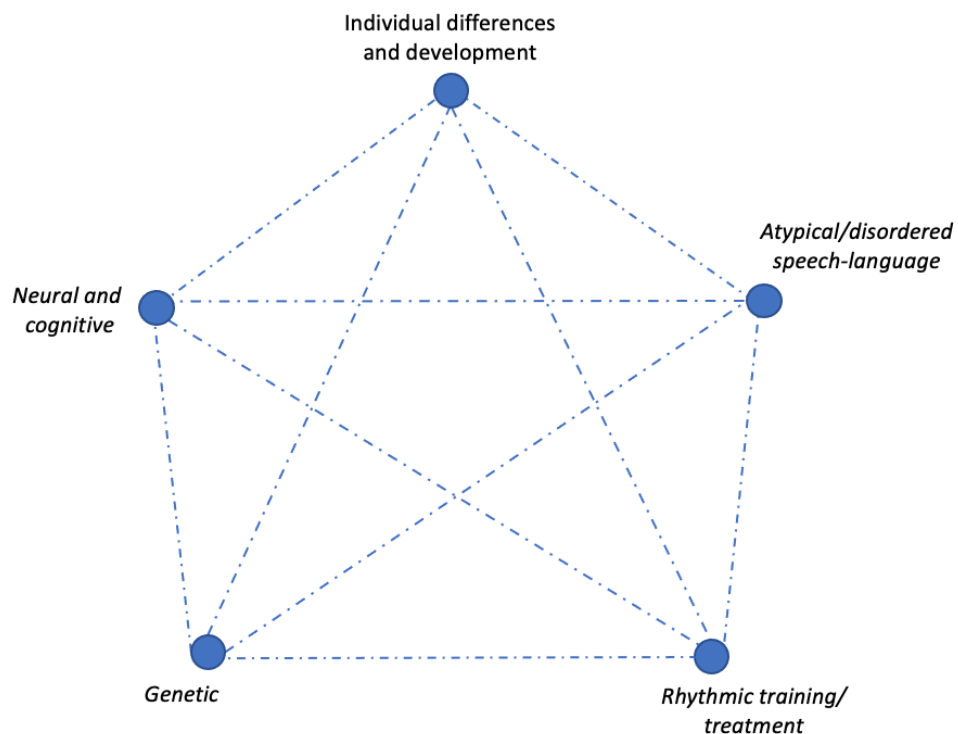 Individual differences
and development
Atypical/disordered
speech-language
Neural and
cognitive
Genetic
Rhythmic training/
treatment